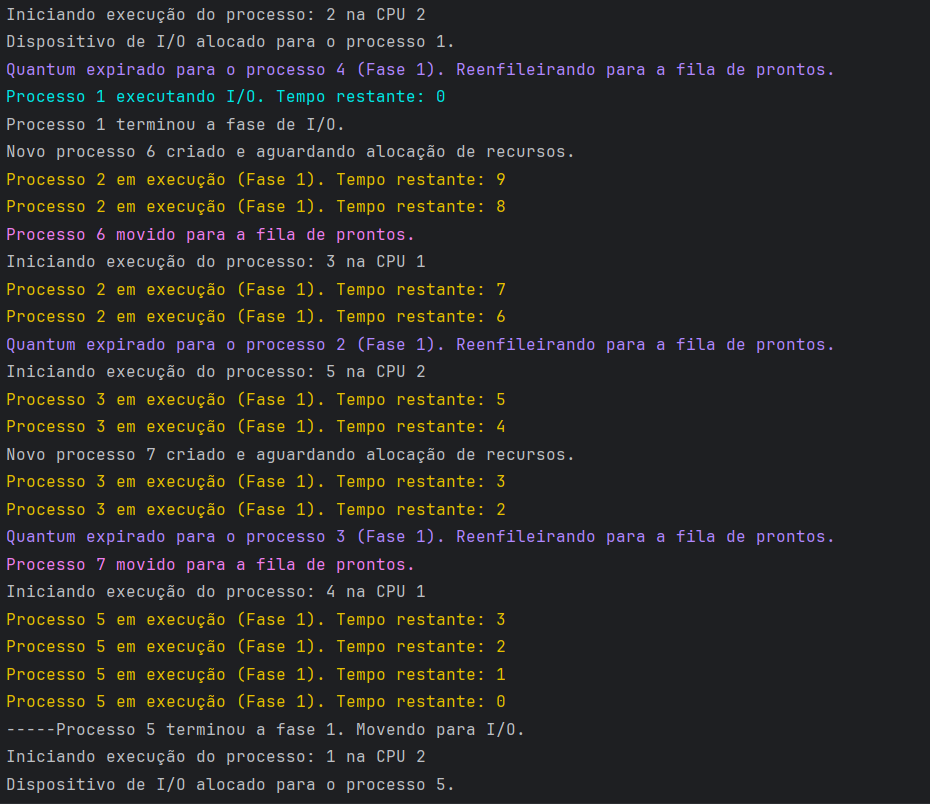 Iniciando execução do processo: 2 na CPU 2
Dispositivo de I/O alocado para o processo 1.
Quantum expirado para o processo 4 (Fase 1). Reenfileirando para a fila de prontos.
Processo 1 executando I/O. Tempo restante: 0
Processo 1 terminou a fase de I/O.
Novo processo 6 criado e aguardando alocação de recursos.
Processo 2 em execução (Fase 1). Tempo restante: 9
Processo 2 em execução (Fase 1). Tempo restante: 8
Processo 6 movido para a fila de prontos.
Iniciando execução do processo: 3 na CPU 1
Processo 2 em execução (Fase 1). Tempo restante: 7
Processo 2 em execução (Fase 1). Tempo restante: 6
Quantum expirado para o processo 2 (Fase 1). Reenfileirando para a fila de prontos.
Iniciando execução do processo: 5 na CPU 2
Processo 3 em execução (Fase 1). Tempo restante: 5
Processo 3 em execução (Fase 1). Tempo restante: 4
Novo processo 7 criado e aguardando alocação de recursos.
Processo 3 em execução (Fase 1). Tempo restante: 3
Processo 3 em execução (Fase 1). Tempo restante: 2
Quantum expirado para o processo 3 (Fase 1). Reenfileirando para a fila de prontos.
Processo 7 movido para a fila de prontos.
Iniciando execução do processo: 4 na CPU 1
Processo 5 em execução (Fase 1). Tempo restante: 3
Processo 5 em execução (Fase 1). Tempo restante: 2
Processo 5 em execução (Fase 1). Tempo restante: 1
Processo 5 em execução (Fase 1). Tempo restante: 0
-----Processo 5 terminou a fase 1. Movendo para I/O.
Iniciando execução do processo: 1 na CPU 2
Dispositivo de I/O alocado para o processo 5.